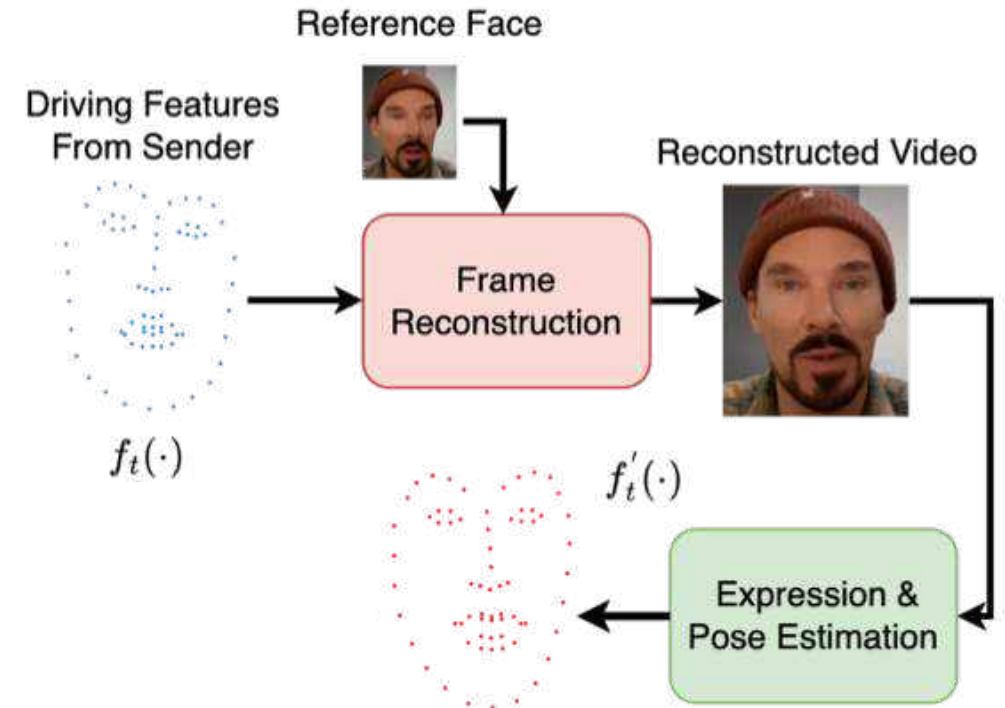 Reference Face
Driving Features
From Sender
Reconstructed Video
Frame
Reconstruction
f_t(·)
f'_t(·)
Expression &
Pose Estimation